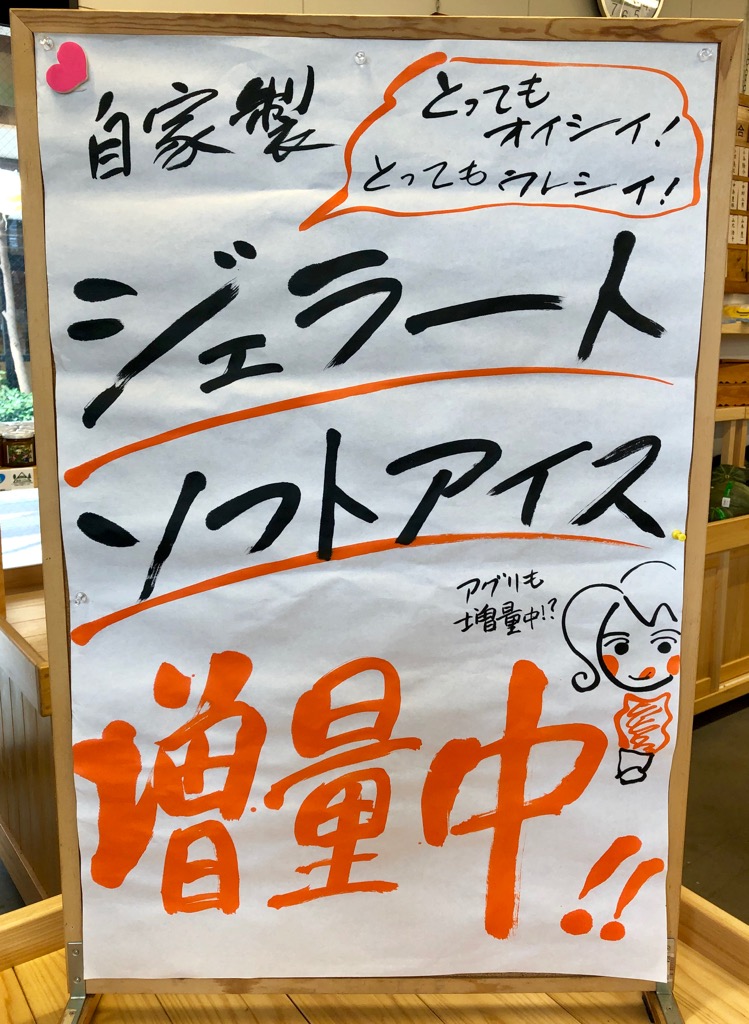 自家製
とっても
オイシイ!
とってもウレシイ!
ジェラート
ソフトアイス
アグリも
増量中!?
増量中!!